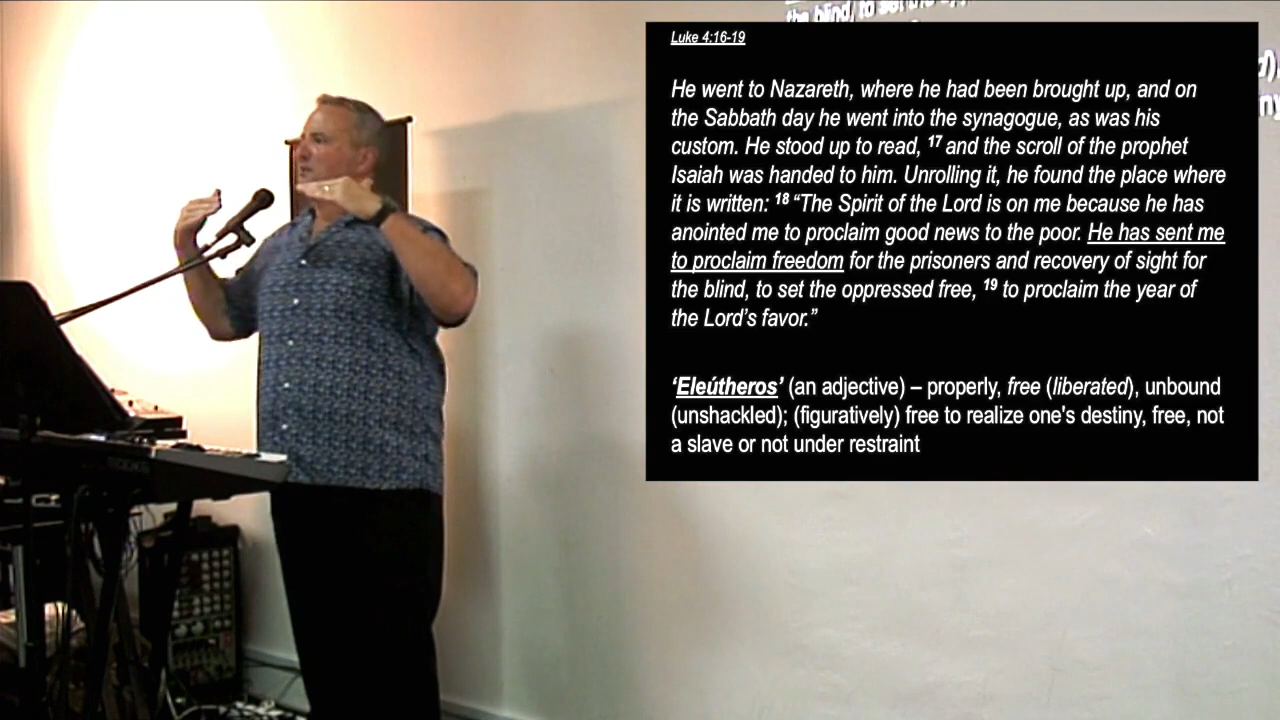 the blind, to set the opp
Luke 4:16-19
He went to Nazareth, where he had been brought up, and on
the Sabbath day he went into the synagogue, as was his
custom. He stood up to read, 17 and the scroll of the prophet
Isaiah was handed to him. Unrolling it, he found the place where
it is written: 18 “The Spirit of the Lord is on me because he has
anointed me to proclaim good news to the poor. He has sent me
to proclaim freedom for the prisoners and recovery of sight for
the blind, to set the oppressed free, 19 to proclaim the year of
the Lord’s favor.”
‘Eleútheros’ (an adjective) – properly, free (liberated), unbound
(unshackled); (figuratively) free to realize one's destiny, free, not
a slave or not under restraint